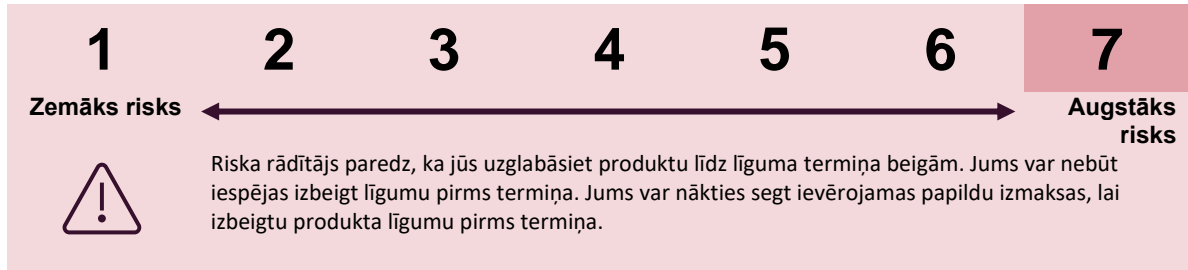 1 2 3 4 5 6 7
Zemāks risks
Augstāks
risks
Riska rādītājs paredz, ka jūs uzglabāsiet produktu līdz līguma termiņa beigām. Jums var nebūt
iespējas izbeigt līgumu pirms termiņa. Jums var nākties segt ievērojamas papildu izmaksas, lai
izbeigtu produkta līgumu pirms termiņa.